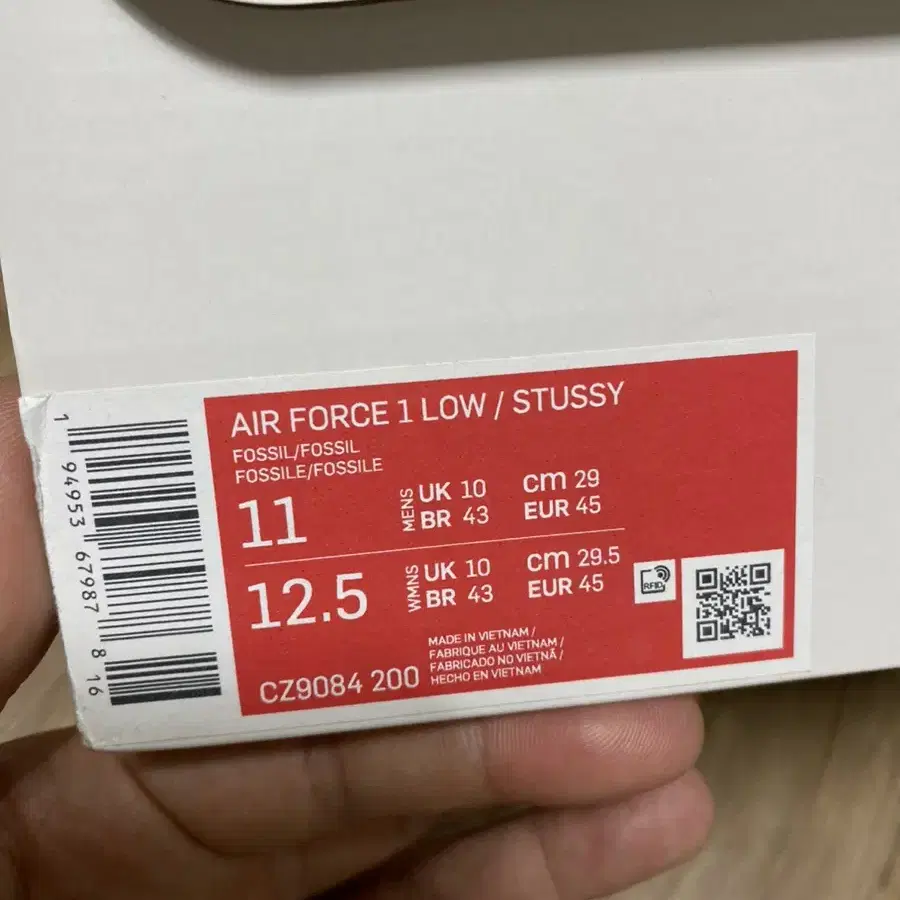 AIR FORCE 1 LOW / STUSSY
FOSSIL/FOSSIL
FOSSILE/FOSSILE
11 MENS UK 10 cm 29
BR 43 EUR 45
12.5 WMNS UK 10 cm 29.5
BR 43 EUR 45
RFID
CZ9084 200
MADE IN VIETNAM /
FABRIQUE AU VIETNAM /
FABRICADO NO VIETNÃ /
HECHO EN VIETNAM
1 94953 67987 8 16